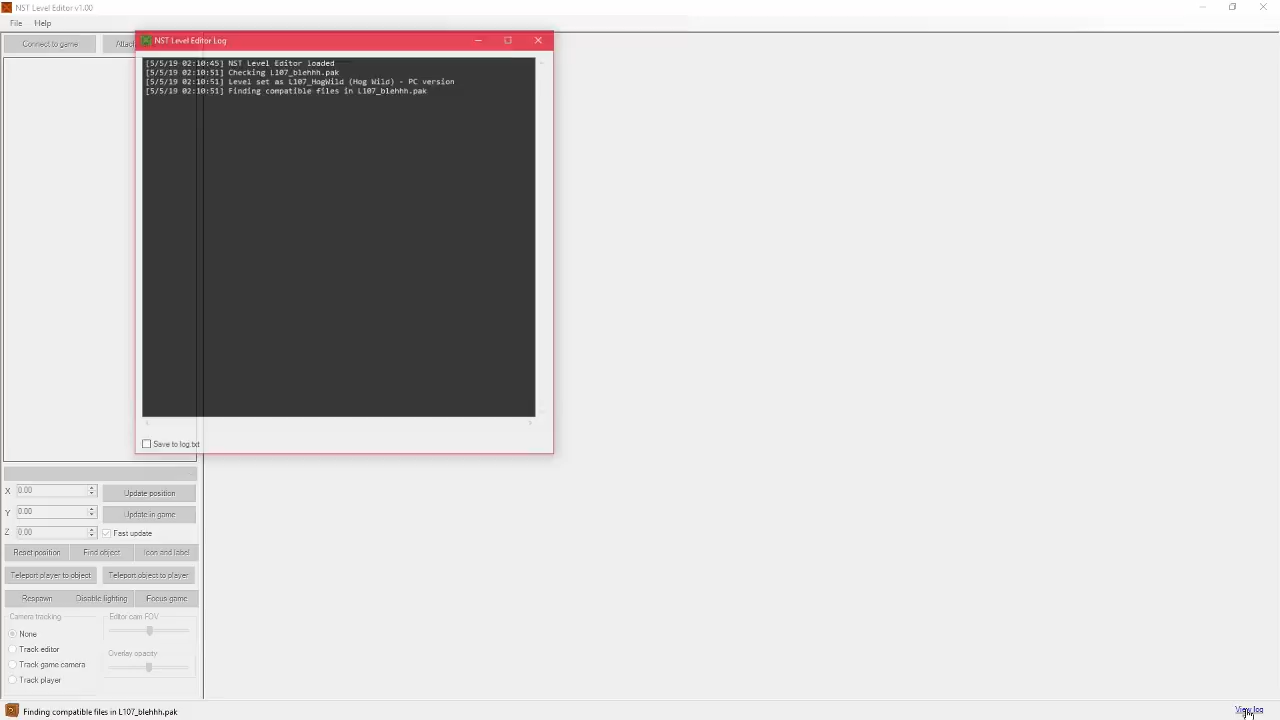 NST Level Editor v1.00
File Help
Connect to game Attac
NST Level Editor Log
[5/5/19 02:10:45] NST Level Editor loaded
[5/5/19 02:10:51] Checking L107_blehhh.pak
[5/5/19 02:10:51] Level set as L107_HogWild (Hog Wild) - PC version
[5/5/19 02:10:51] Finding compatible files in L107_blehhh.pak
Save to log.txt
X 0.00 Update position
Y 0.00 Update in game
Z 0.00 Fast update
Reset position Find object Icon and label
Teleport player to object Teleport object to player
Respawn Disable lighting Focus game
Camera tracking Editor cam FOV
None
Track editor Overlay opacity
Track game camera
Track player
Finding compatible files in L107_blehhh.pak View log